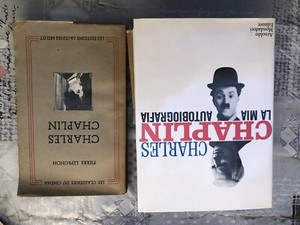 LES CLASSIQUES DU CINÉMA
PIERRE LEPROHON
CHARLES
CHAPLIN
LES EDITIONS JACQUES MELOT
CHARLES
CHAPLIN
LA MIA
AUTOBIOGRAFIA
Arnoldo
Mondadori
Editore